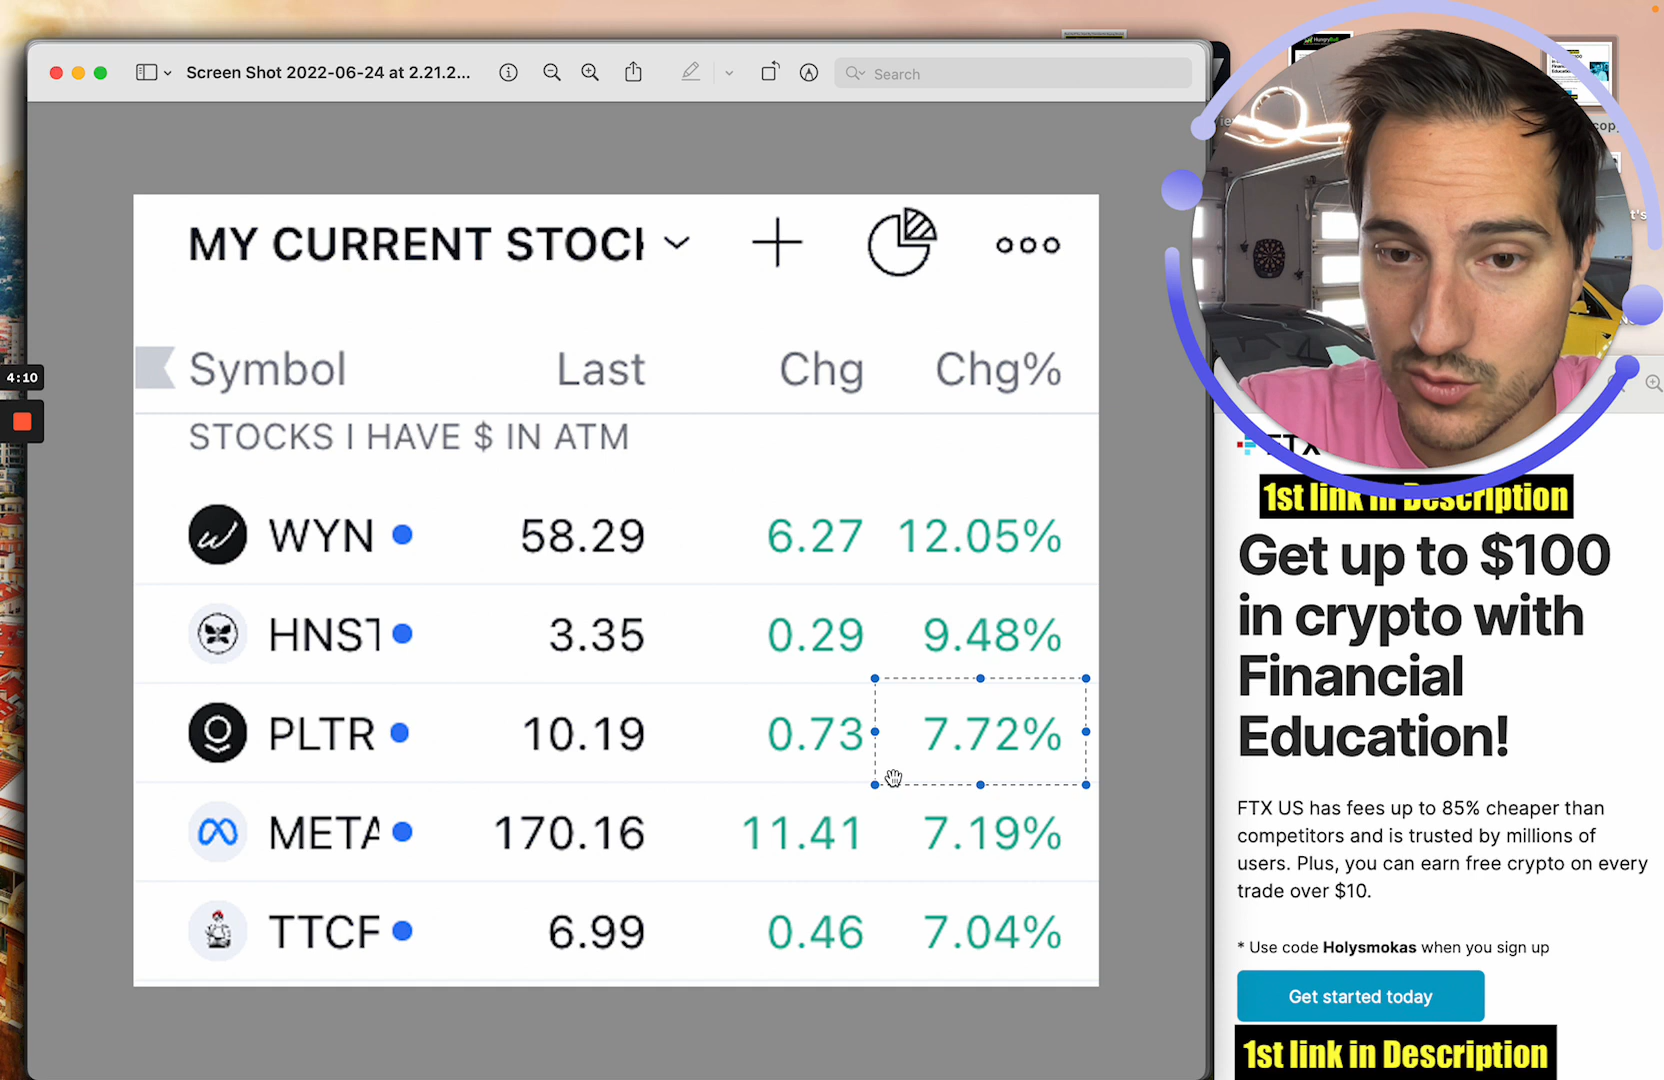 Screen Shot 2022-06-24 at 2.21.2...
Search
MY CURRENT STOC
Symbol Last Chg Chg%
STOCKS I HAVE $ IN ATM
WYN 58.29 6.27 12.05%
HNST 3.35 0.29 9.48%
PLTR 10.19 0.73 7.72%
META 170.16 11.41 7.19%
TTCF 6.99 0.46 7.04%
4:10
FTX
1st link in Description
Get up to $100
in crypto with
Financial
Education!
FTX US has fees up to 85% cheaper than
competitors and is trusted by millions of
users. Plus, you can earn free crypto on every
trade over $10.
* Use code Holysmokas when you sign up
Get started today
1st link in Description